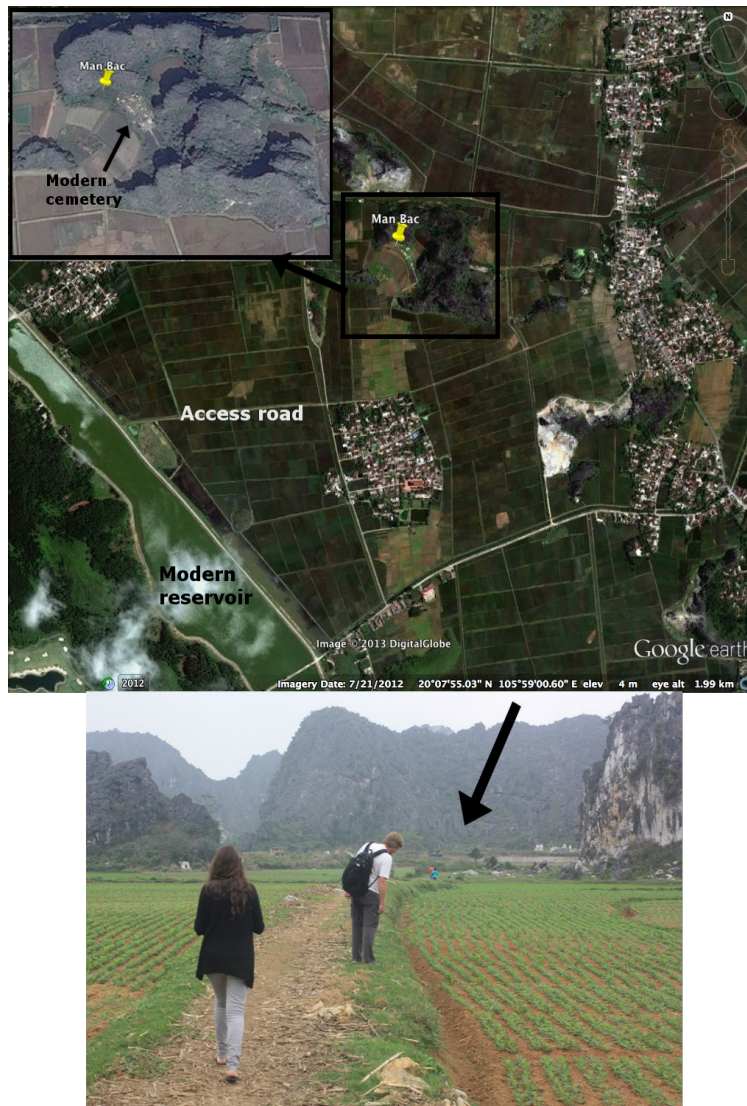 Man Bac
Modern
cemetery
N
Man Bac
Access road
Modern
reservoir
Image © 2013 DigitalGlobe
Google earth
2012
Imagery Date: 7/21/2012 20°07'55.03" N 105°59'00.60" E elev 4 m eye alt 1.99 km